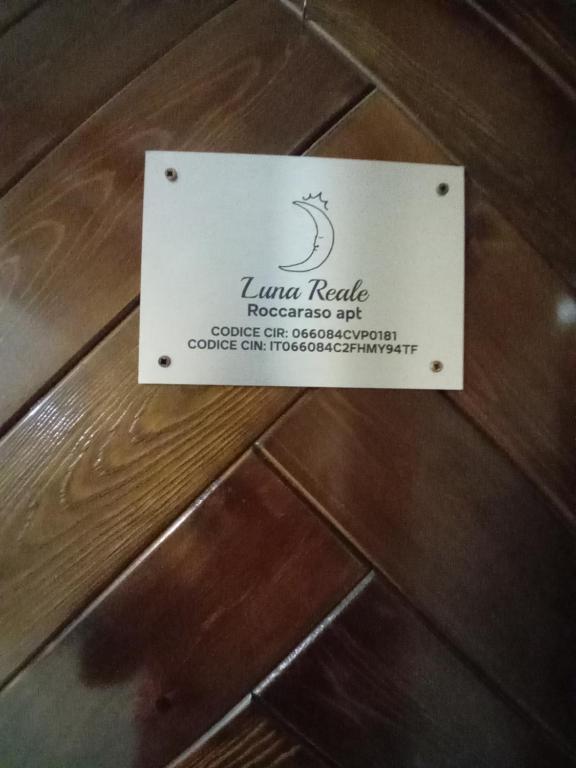 Luna Reale
Roccaraso apt
CODICE CIR: 066084CVP0181
CODICE CIN: IT066084C2FHMY94TF